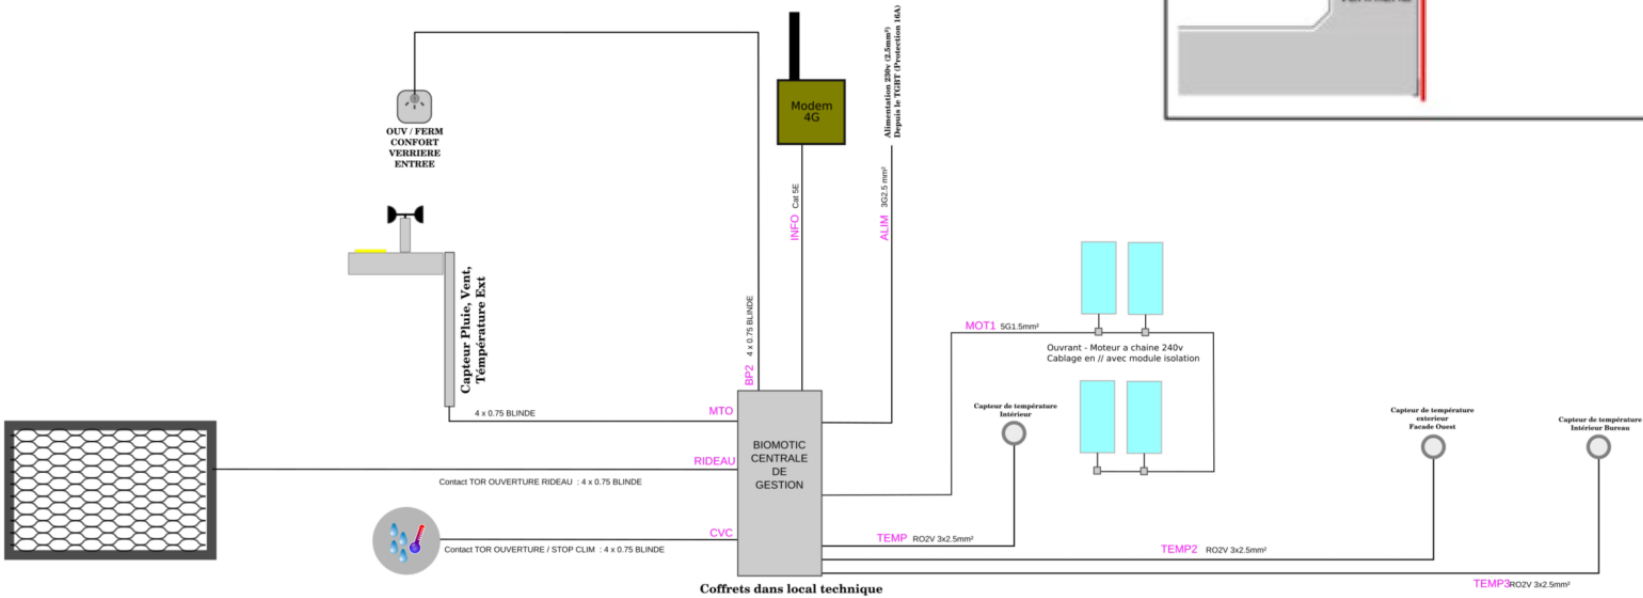 OUV / FERM
CONFORT
VERRIERE
ENTREE
Modem
4G
Alimentation 230v (2.5mm²)
Depuis le TGBT (Protection 16A)
INFO Cat 5E
ALIM 3G2.5 mm²
BP2 4 x 0.75 BLINDE
Capteur Pluie, Vent,
Témpérature Ext
4 x 0.75 BLINDE
MTO
RIDEAU
Contact TOR OUVERTURE RIDEAU : 4 x 0.75 BLINDE
CVC
Contact TOR OUVERTURE / STOP CLIM : 4 x 0.75 BLINDE
BIOMOTIC
CENTRALE
DE
GESTION
Coffrets dans local technique
MOT1 5G1.5mm²
Ouvrant - Moteur a chaine 240v
Cablage en // avec module isolation
Capteur de température
Intérieur
Capteur de température
exterieur
Facade Ouest
Capteur de température
Intérieur Bureau
TEMP RO2V 3x2.5mm²
TEMP2 RO2V 3x2.5mm²
TEMP3 RO2V 3x2.5mm²